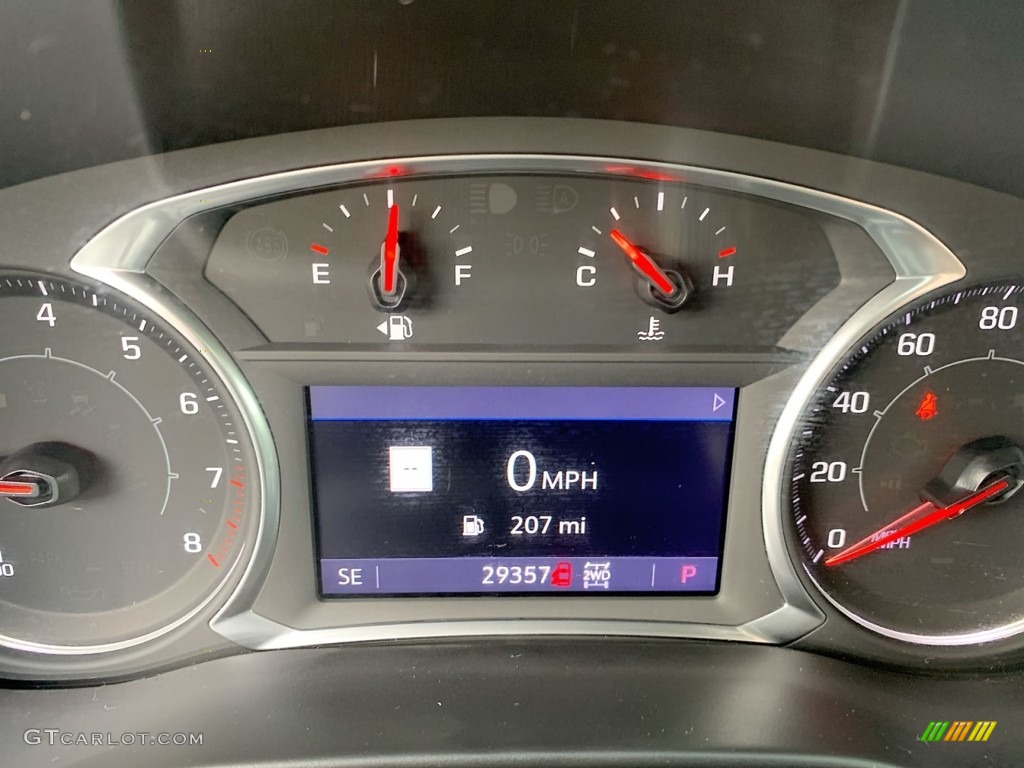 E F C H
4 5 6 7 8
80 60 40 20 0
MPH
--
0 MPH
207 mi
SE 29357 2WD P
GTCARLOT.COM